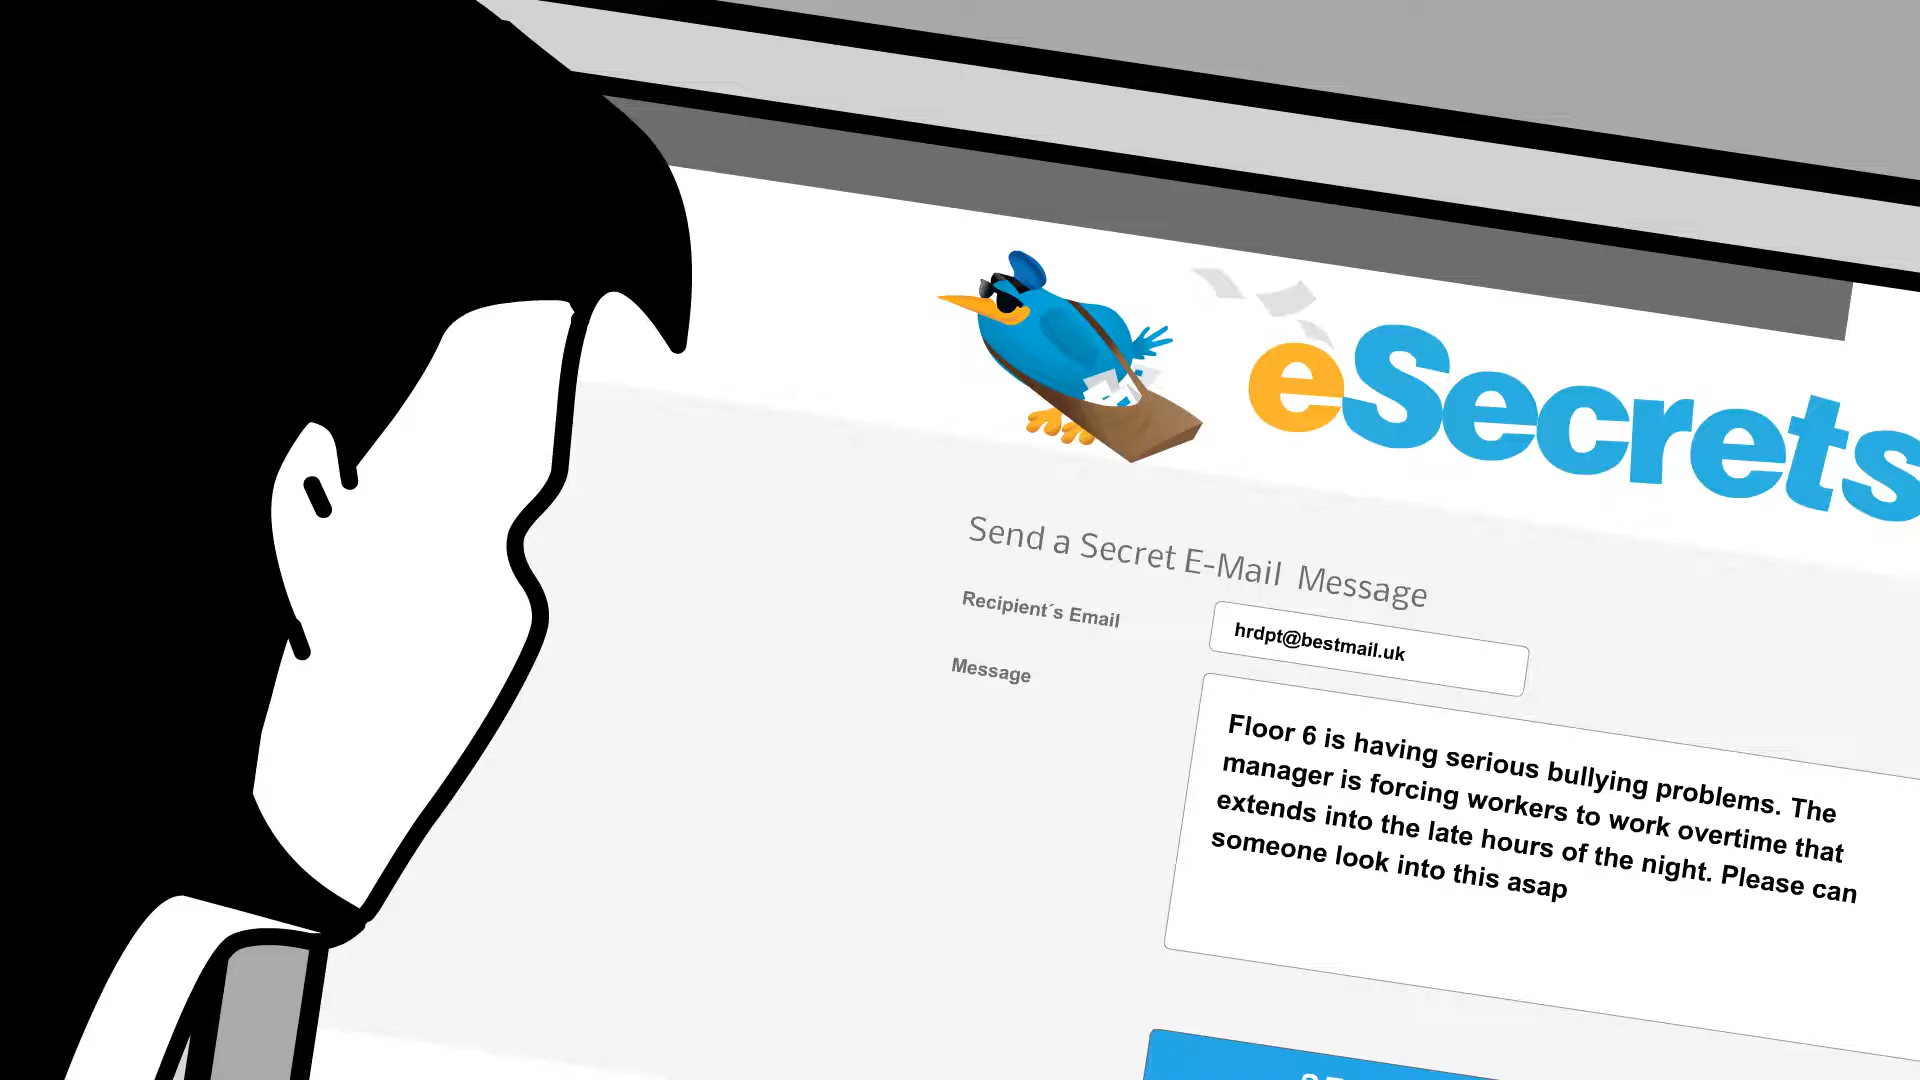 eSecrets
Send a Secret E-Mail Message
Recipient´s Email
hrdpt@bestmail.uk
Message
Floor 6 is having serious bullying problems. The
manager is forcing workers to work overtime that
extends into the late hours of the night. Please can
someone look into this asap